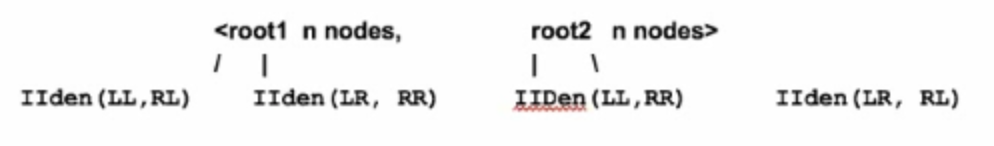 <root1 n nodes, root2 n nodes>
/ | | \
IIden(LL,RL) IIden(LR, RR) IIDen(LL,RR) IIden(LR, RL)